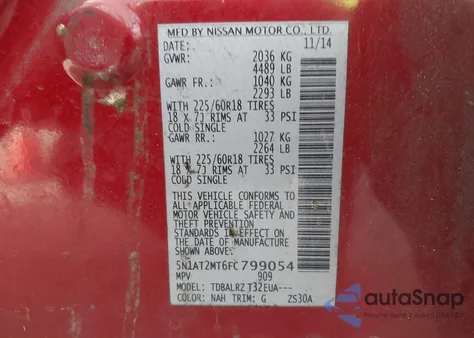 MFD BY NISSAN MOTOR CO., LTD.
DATE: 11/14
GVWR: 2036 KG
4489 LB
GAWR FR.: 1040 KG
2293 LB
WITH 225/60R18 TIRES
18 X 7J RIMS AT 33 PSI
COLD SINGLE
GAWR RR.: 1027 KG
2264 LB
WITH 225/60R18 TIRES
18 X 7J RIMS AT 33 PSI
COLD SINGLE
THIS VEHICLE CONFORMS TO
ALL APPLICABLE FEDERAL
MOTOR VEHICLE SAFETY AND
THEFT PREVENTION
STANDARDS IN EFFECT ON
THE DATE OF MANUFACTURE
SHOWN ABOVE.
5N1AT2MT6FC799054
MPV 909
MODEL: TDBALRZ T32EUA---
COLOR: NAH TRIM: G ZS30A
autoSnap